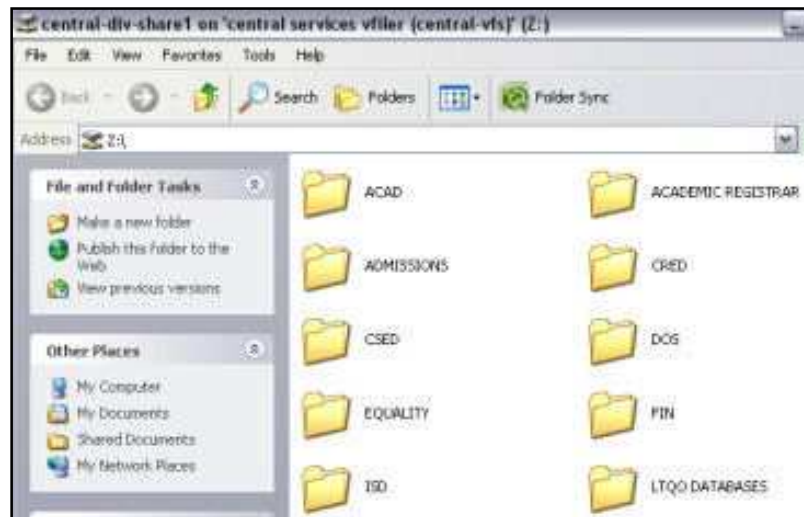 central-div-share1 on 'central services vfiler (central-vfs)' (Z:)
File Edit View Favorites Tools Help
Back Search Folders Folder Sync
Address Z:\
File and Folder Tasks
Make a new folder
Publish this folder to the
Web
View previous versions
Other Places
My Computer
My Documents
Shared Documents
My Network Places
ACAD ACADEMIC REGISTRAR
ADMISSIONS CRED
CSED DOS
EQUALITY FIN
ISD LTQO DATABASES